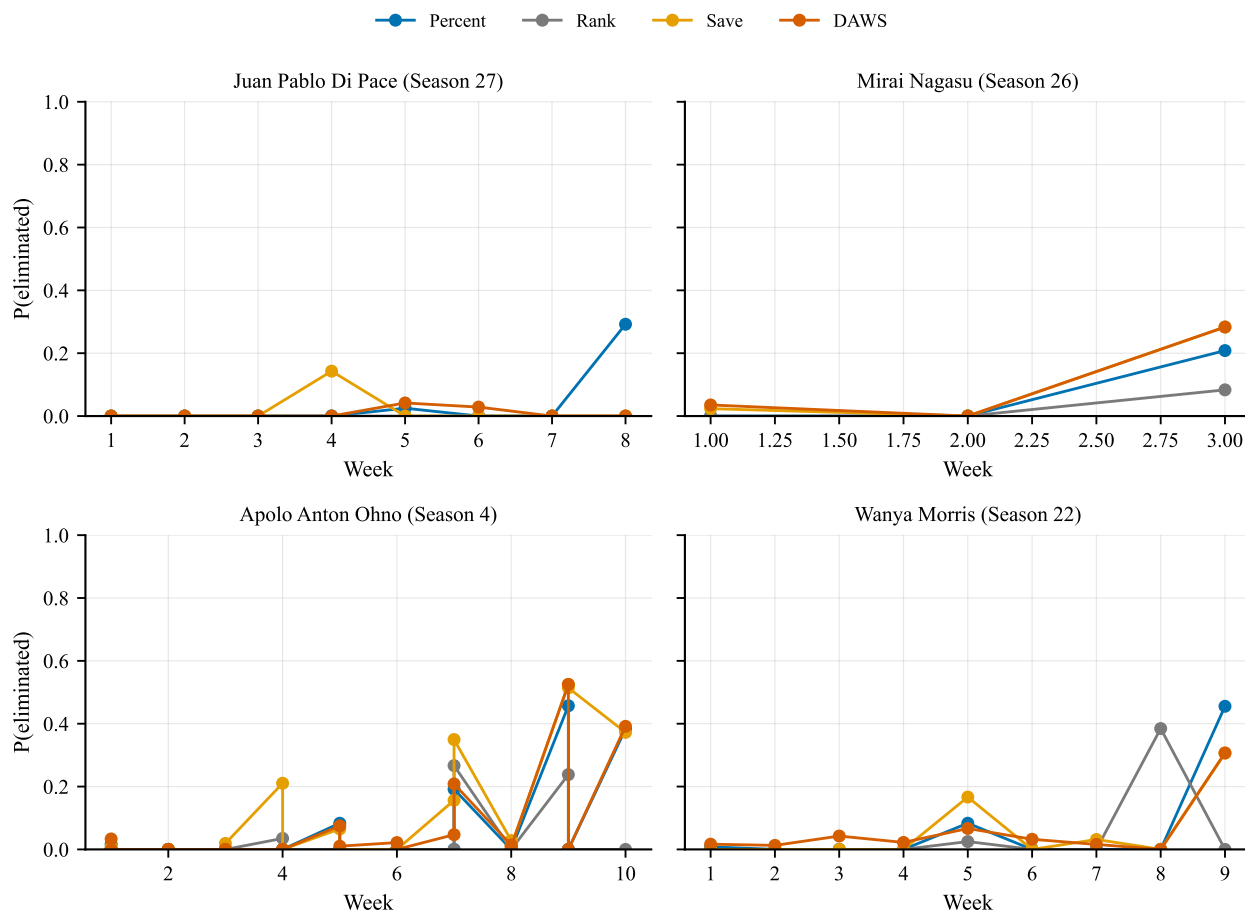 Percent Rank Save DAWS
Juan Pablo Di Pace (Season 27)
Mirai Nagasu (Season 26)
1.0
0.8
0.6
0.4
0.2
0.0
P(eliminated)
1 2 3 4 5 6 7 8
Week
1.00 1.25 1.50 1.75 2.00 2.25 2.50 2.75 3.00
Week
Apolo Anton Ohno (Season 4)
Wanya Morris (Season 22)
1.0
0.8
0.6
0.4
0.2
0.0
P(eliminated)
2 4 6 8 10
Week
1 2 3 4 5 6 7 8 9
Week